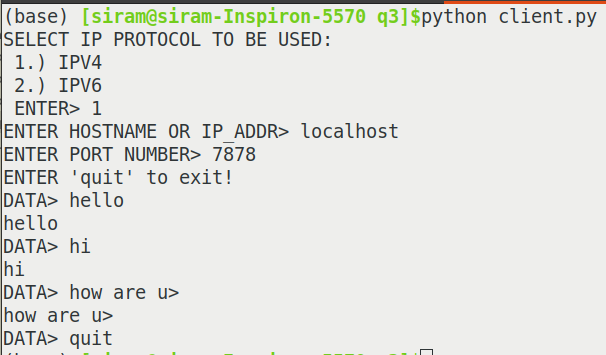 (base) [siram@siram-Inspiron-5570 q3]$python client.py
SELECT IP PROTOCOL TO BE USED:
 1.) IPV4
 2.) IPV6
 ENTER> 1
ENTER HOSTNAME OR IP_ADDR> localhost
ENTER PORT NUMBER> 7878
ENTER 'quit' to exit!
DATA> hello
hello
DATA> hi
hi
DATA> how are u>
how are u>
DATA> quit